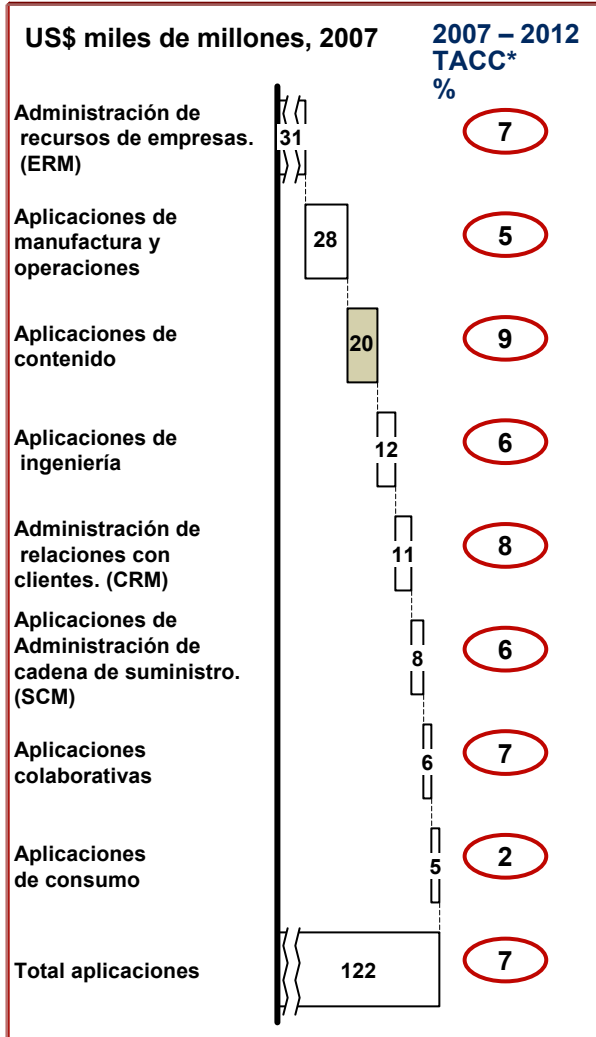 US$ miles de millones, 2007
2007 – 2012
TACC*
%
Administración de
recursos de empresas.
(ERM)
31
7
Aplicaciones de
manufactura y
operaciones
28
5
Aplicaciones de
contenido
20
9
Aplicaciones de
ingeniería
12
6
Administración de
relaciones con
clientes. (CRM)
11
8
Aplicaciones de
Administración de
cadena de suministro.
(SCM)
8
6
Aplicaciones
colaborativas
6
7
Aplicaciones
de consumo
5
2
Total aplicaciones
122
7